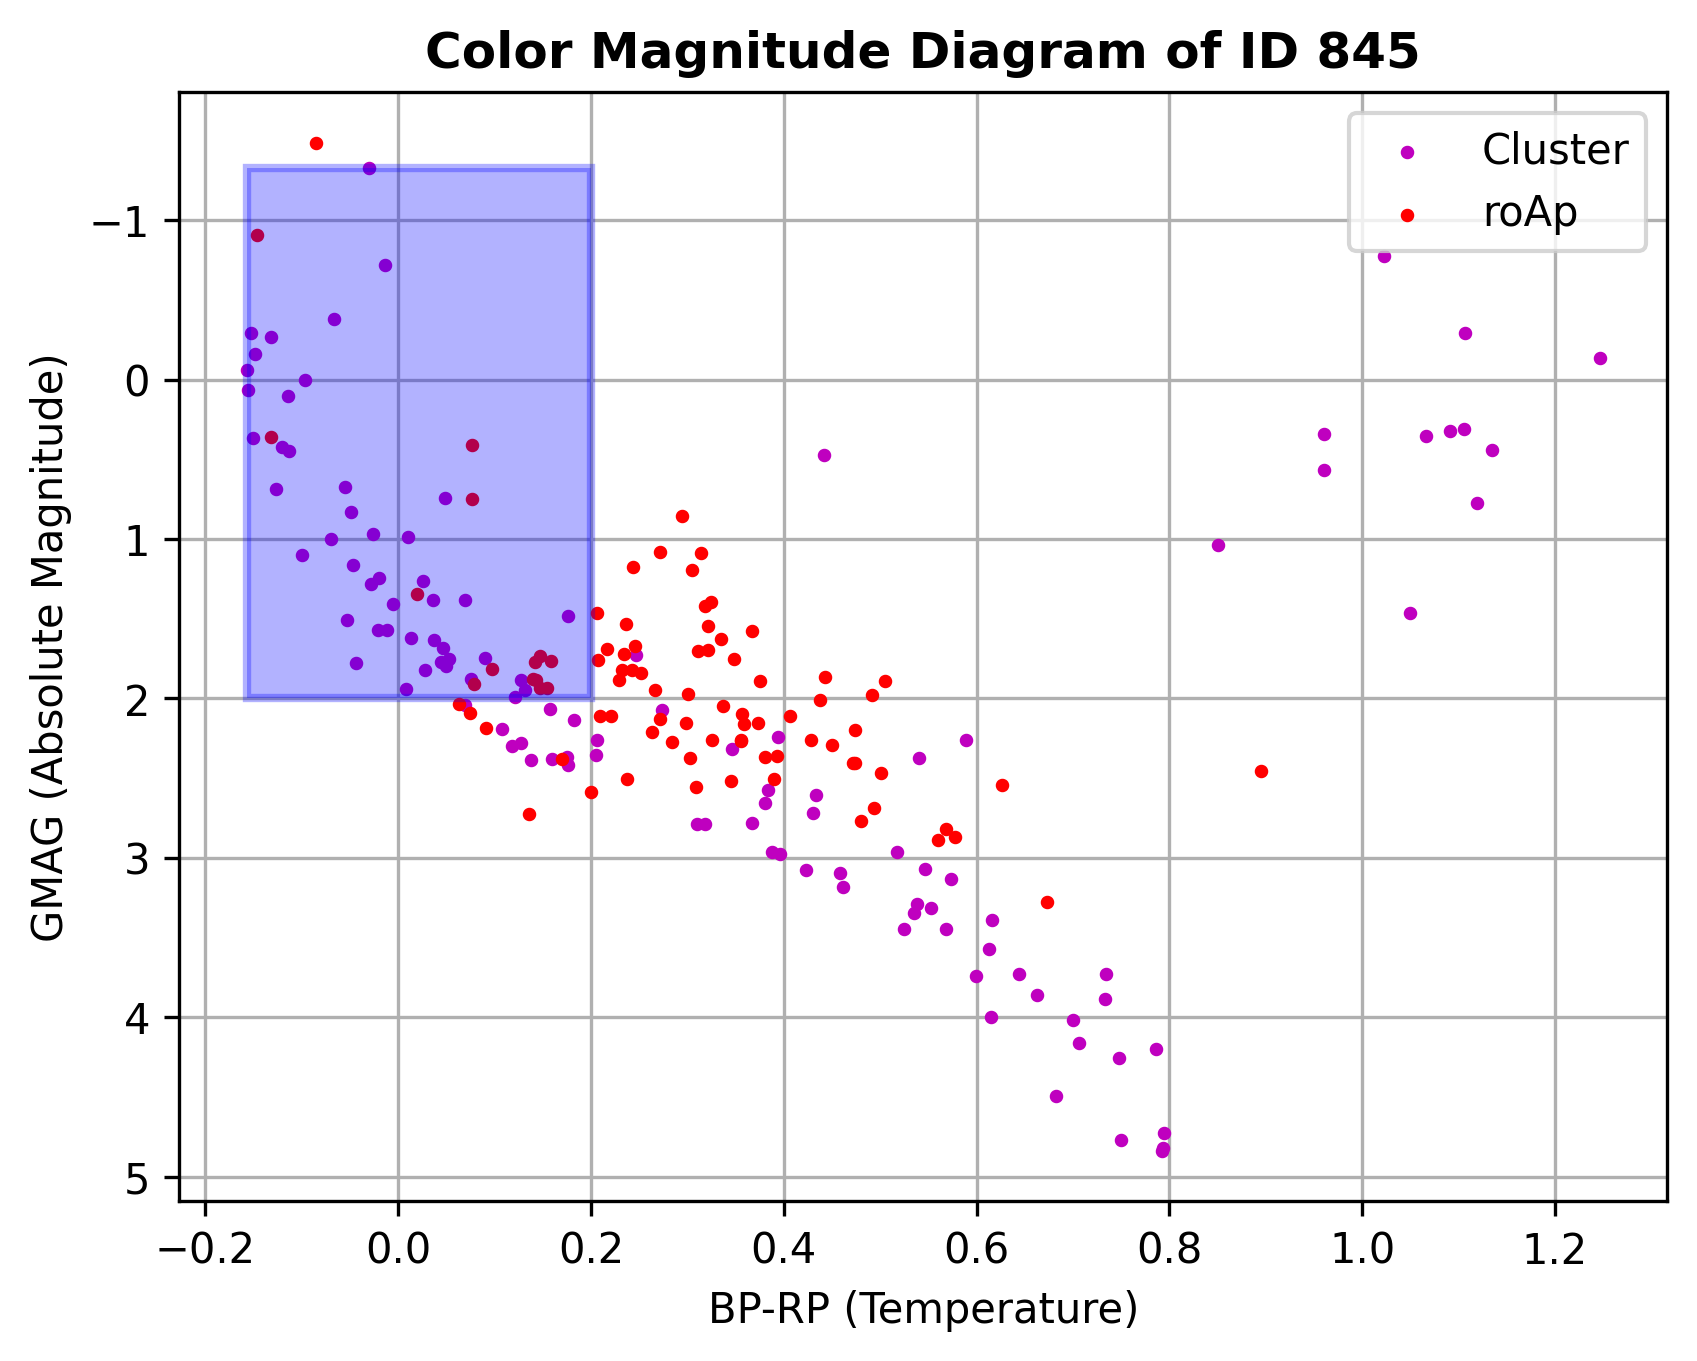 Color Magnitude Diagram of ID 845
Cluster
roAp
GMAG (Absolute Magnitude)
−1
0
1
2
3
4
5
−0.2 0.0 0.2 0.4 0.6 0.8 1.0 1.2
BP-RP (Temperature)